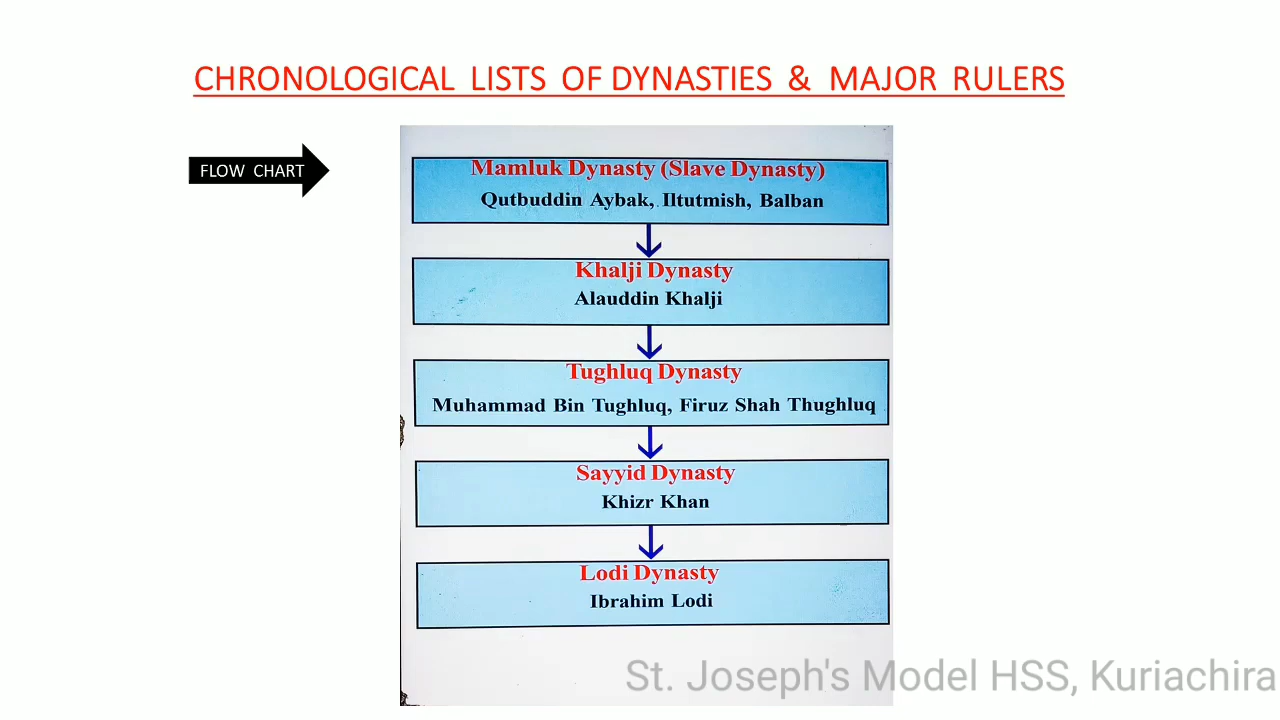 CHRONOLOGICAL LISTS OF DYNASTIES & MAJOR RULERS
FLOW CHART
Mamluk Dynasty (Slave Dynasty)
Qutbuddin Aybak, Iltutmish, Balban
Khalji Dynasty
Alauddin Khalji
Tughluq Dynasty
Muhammad Bin Tughluq, Firuz Shah Thughluq
Sayyid Dynasty
Khizr Khan
Lodi Dynasty
Ibrahim Lodi
St. Joseph's Model HSS, Kuriachira